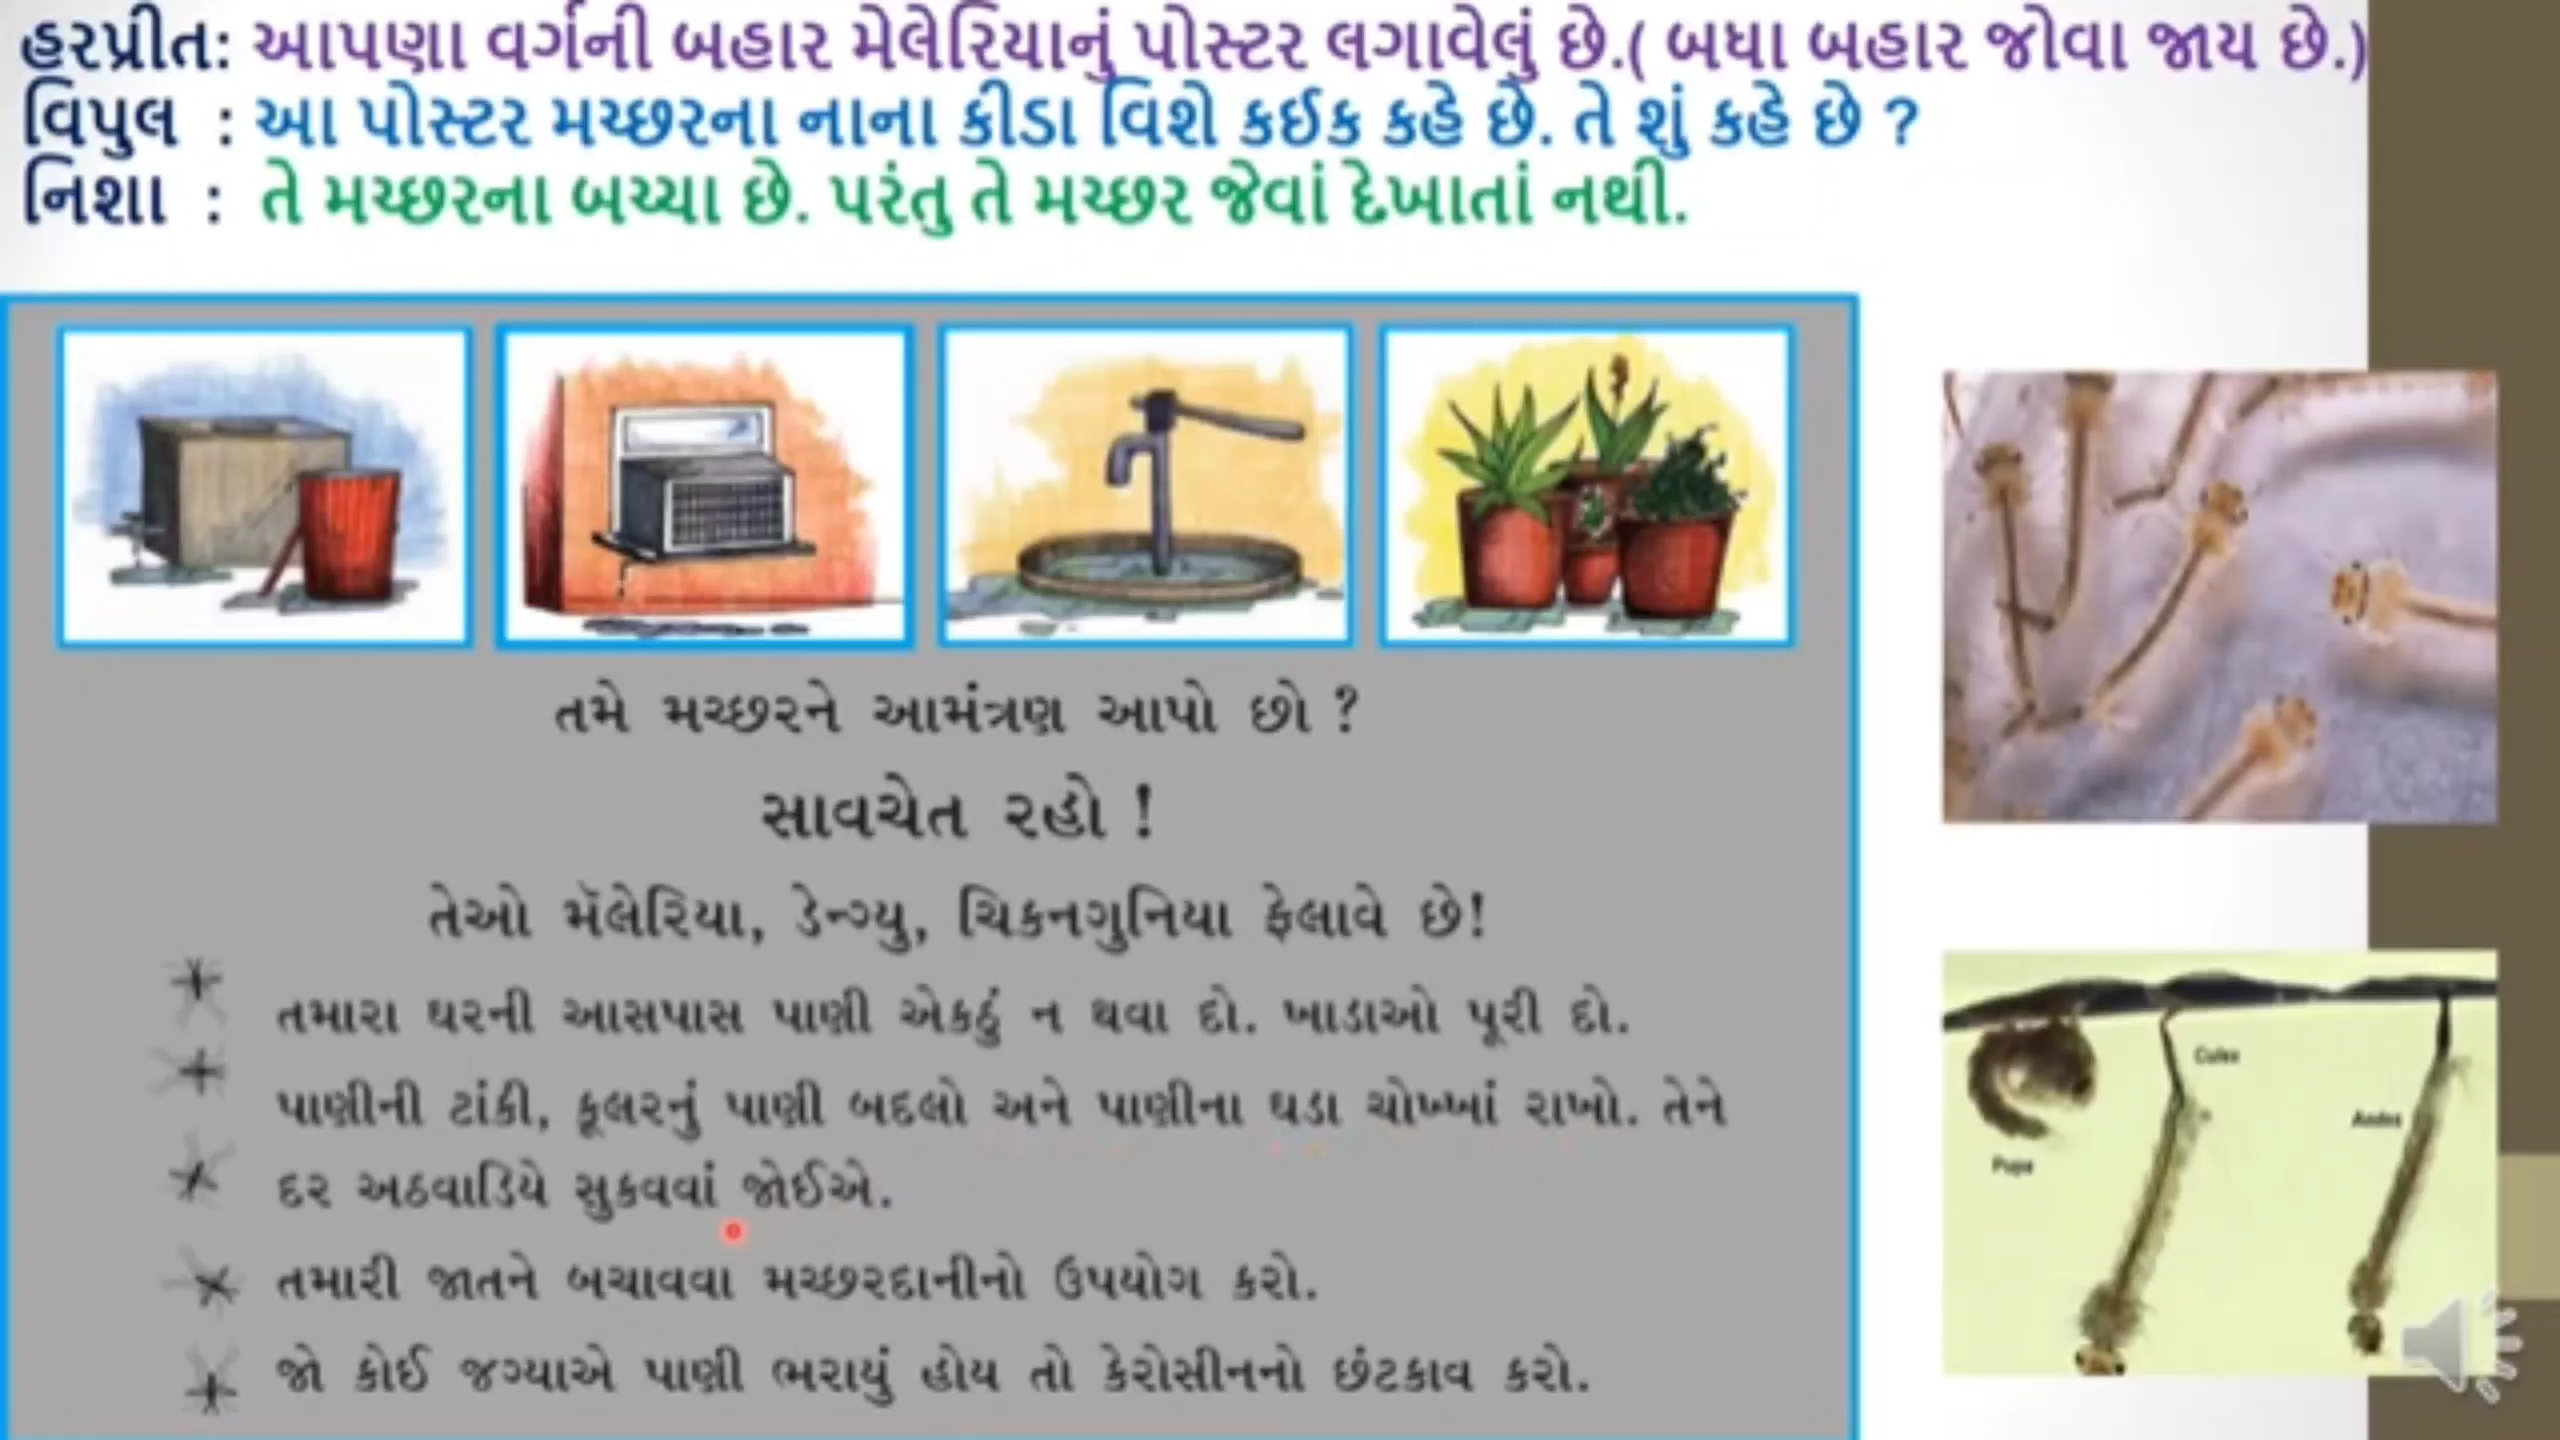 હરપ્રીત: આપણા વર્ગની બહાર મેલેરિયાનું પોસ્ટર લગાવેલું છે.( બધા બહાર જોવા જાય છે.)
વિપુલ : આ પોસ્ટર મચ્છરના નાના કીડા વિશે કઈક કહે છે. તે શું કહે છે ?
નિશા : તે મચ્છરના બચ્ચા છે. પરંતુ તે મચ્છર જેવાં દેખાતાં નથી.
તમે મચ્છરને આમંત્રણ આપો છો ?
સાવચેત રહો !
તેઓ મૅલેરિયા, ડેન્ગ્યુ, ચિકનગુનિયા ફેલાવે છે!
તમારા ઘરની આસપાસ પાણી એકઠું ન થવા દો. ખાડાઓ પૂરી દો.
પાણીની ટાંકી, કૂલરનું પાણી બદલો અને પાણીના ઘડા ચોખ્ખાં રાખો. તેને
દર અઠવાડિયે સુકવવાં જોઈએ.
તમારી જાતને બચાવવા મચ્છરદાનીનો ઉપયોગ કરો.
જો કોઈ જગ્યાએ પાણી ભરાયું હોય તો કેરોસીનનો છંટકાવ કરો.
Culex
Pupa